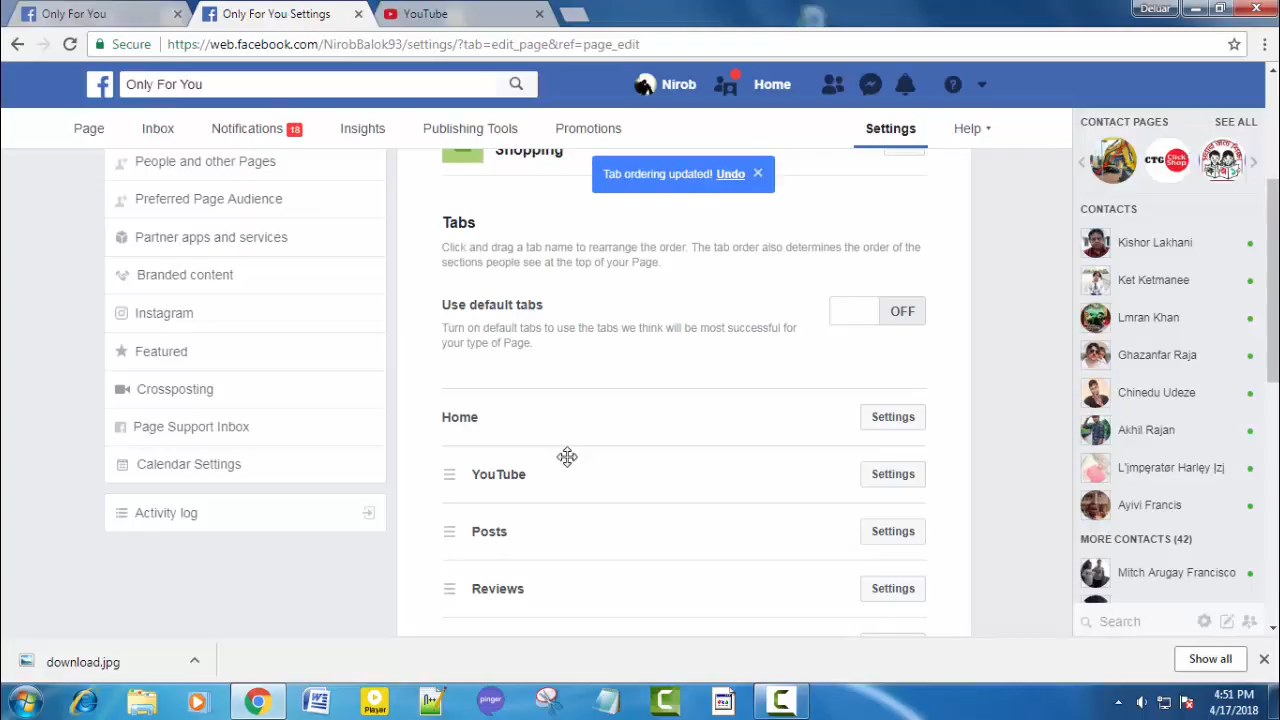 Only For You
Only For You Settings
YouTube
Deluar
Secure
https://web.facebook.com/NirobBalok93/settings/?tab=edit_page&ref=page_edit
Only For You
Nirob
Home
Page
Inbox
Notifications 18
Insights
Publishing Tools
Promotions
Settings
Help
People and other Pages
Preferred Page Audience
Partner apps and services
Branded content
Instagram
Featured
Crossposting
Page Support Inbox
Calendar Settings
Activity log
Shopping
Tab ordering updated! Undo
Tabs
Click and drag a tab name to rearrange the order. The tab order also determines the order of the
sections people see at the top of your Page.
Use default tabs
OFF
Turn on default tabs to use the tabs we think will be most successful for
your type of Page.
Home
Settings
YouTube
Settings
Posts
Settings
Reviews
Settings
CONTACT PAGES
SEE ALL
CTG Click Shop
CONTACTS
Kishor Lakhani
Ket Ketmanee
Lmran Khan
Ghazanfar Raja
Chinedu Udeze
Akhil Rajan
L'jmpęrațør Harlęy |zj
Ayivi Francis
MORE CONTACTS (42)
Mitch Arugay Francisco
Search
download.jpg
Show all
Player
pinger
4:51 PM
4/17/2018